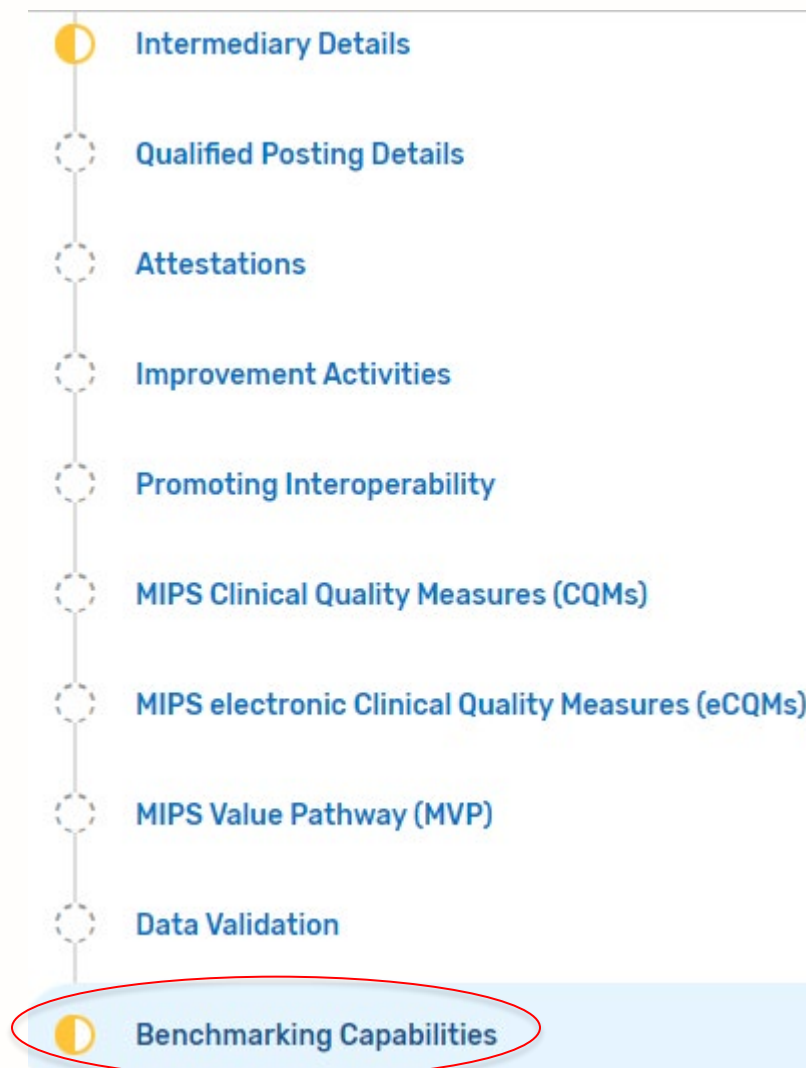 Intermediary Details
Qualified Posting Details
Attestations
Improvement Activities
Promoting Interoperability
MIPS Clinical Quality Measures (CQMs)
MIPS electronic Clinical Quality Measures (eCQMs)
MIPS Value Pathway (MVP)
Data Validation
Benchmarking Capabilities